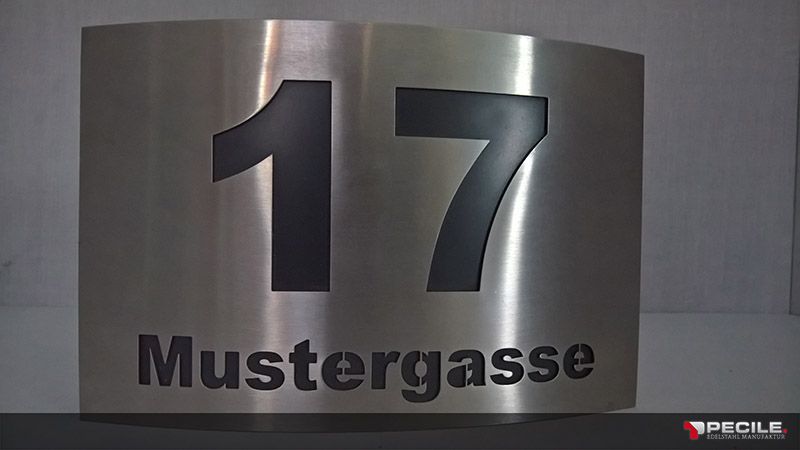 17
Mustergasse
PECILE.
EDELSTAHL MANUFAKTUR